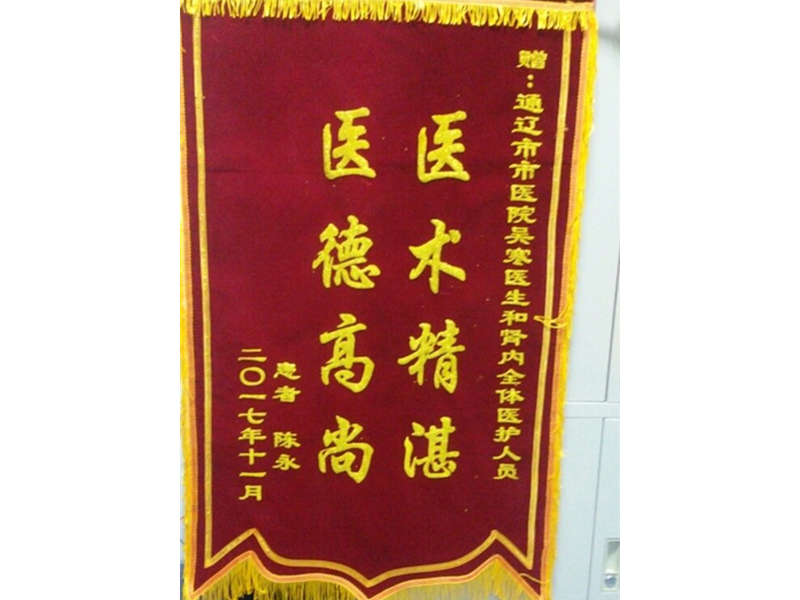 赠：通辽市市医院吴寒医生和肾内全体医护人员
医术精湛
医德高尚
患者 陈永
二〇一七年十一月